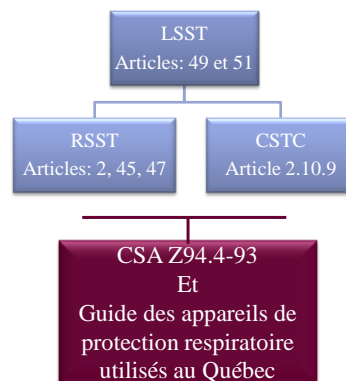 LSST
Articles: 49 et 51
RSST
Articles: 2, 45, 47
CSTC
Article 2.10.9
CSA Z94.4-93
Et
Guide des appareils de
protection respiratoire
utilisés au Québec